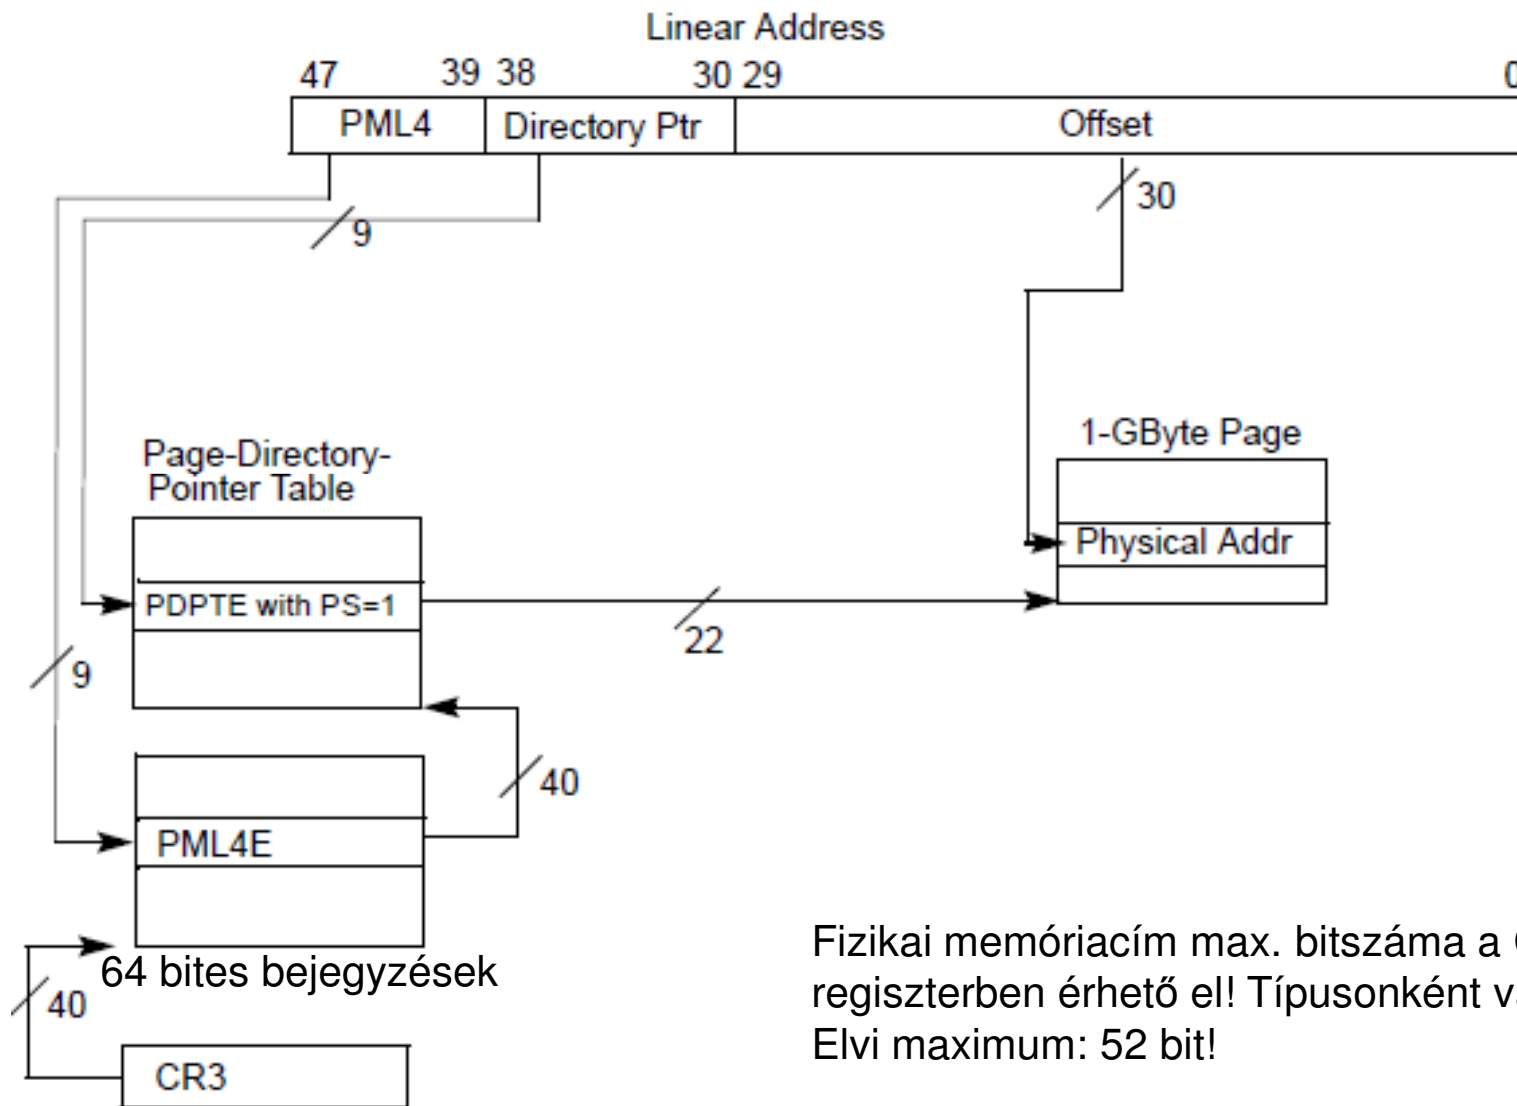 Linear Address
47 39 38 30 29 0
PML4 Directory Ptr Offset
9
30
Page-Directory-
Pointer Table
1-GByte Page
Physical Addr
PDPTE with PS=1
22
9
40
PML4E
64 bites bejegyzések
40
CR3
Fizikai memóriacím max. bitszáma a
regiszterben érhető el! Típusonként
Elvi maximum: 52 bit!